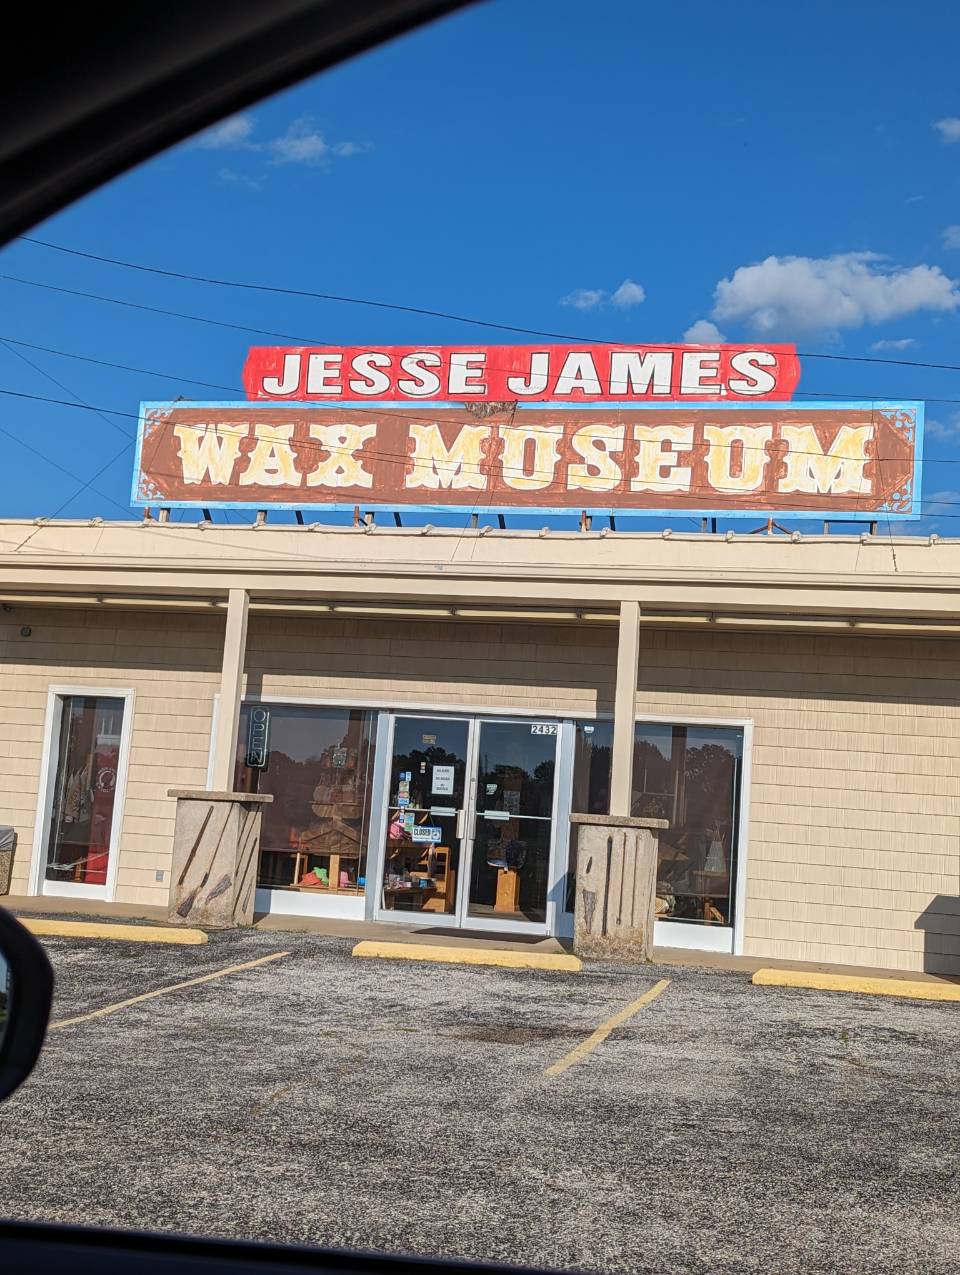 JESSE JAMES
WAX MUSEUM
OPEN
2432
CLOSED